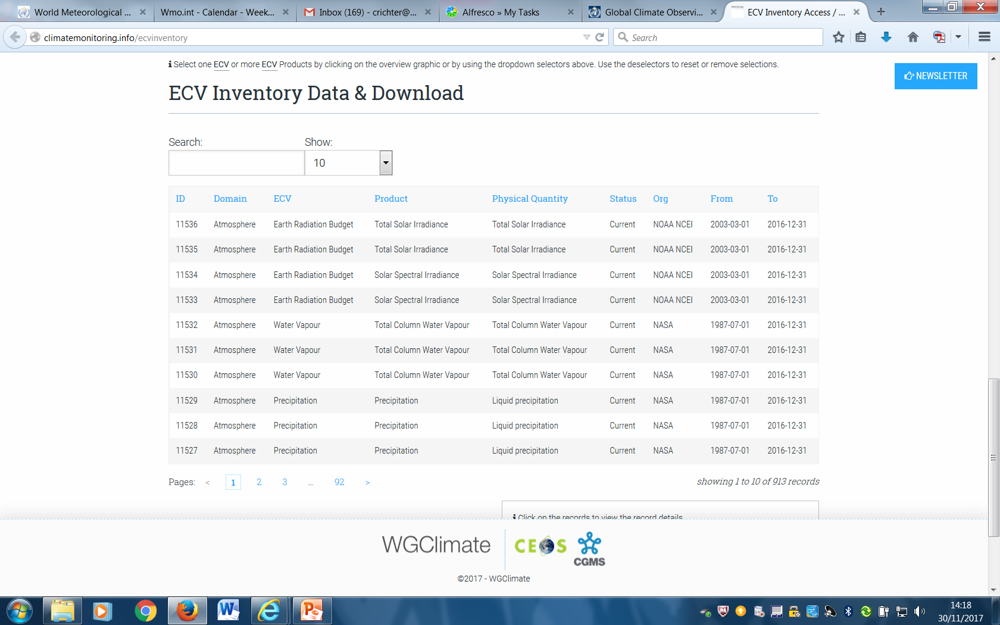 World Meteorological ...
Wmo.int - Calendar - Week...
Inbox (169) - crichter@...
Alfresco » My Tasks
Global Climate Observi...
ECV Inventory Access / ...
climatemonitoring.info/ecvinventory
Search
Select one ECV or more ECV Products by clicking on the overview graphic or by using the dropdown selectors above. Use the deselectors to reset or remove selections.
NEWSLETTER
ECV Inventory Data & Download
Search: Show:
10
ID Domain ECV Product Physical Quantity Status Org From To
11536 Atmosphere Earth Radiation Budget Total Solar Irradiance Total Solar Irradiance Current NOAA NCEI 2003-03-01 2016-12-31
11535 Atmosphere Earth Radiation Budget Total Solar Irradiance Total Solar Irradiance Current NOAA NCEI 2003-03-01 2016-12-31
11534 Atmosphere Earth Radiation Budget Solar Spectral Irradiance Solar Spectral Irradiance Current NOAA NCEI 2003-03-01 2016-12-31
11533 Atmosphere Earth Radiation Budget Solar Spectral Irradiance Solar Spectral Irradiance Current NOAA NCEI 2003-03-01 2016-12-31
11532 Atmosphere Water Vapour Total Column Water Vapour Total Column Water Vapour Current NASA 1987-07-01 2016-12-31
11531 Atmosphere Water Vapour Total Column Water Vapour Total Column Water Vapour Current NASA 1987-07-01 2016-12-31
11530 Atmosphere Water Vapour Total Column Water Vapour Total Column Water Vapour Current NASA 1987-07-01 2016-12-31
11529 Atmosphere Precipitation Precipitation Liquid precipitation Current NASA 1987-07-01 2016-12-31
11528 Atmosphere Precipitation Precipitation Liquid precipitation Current NASA 1987-07-01 2016-12-31
11527 Atmosphere Precipitation Precipitation Liquid precipitation Current NASA 1987-07-01 2016-12-31
Pages: < 1 2 3 ... 92 >
showing 1 to 10 of 913 records
Click on the records to view the record details
WGClimate
CEOS
CGMS
©2017 - WGClimate
14:18
30/11/2017